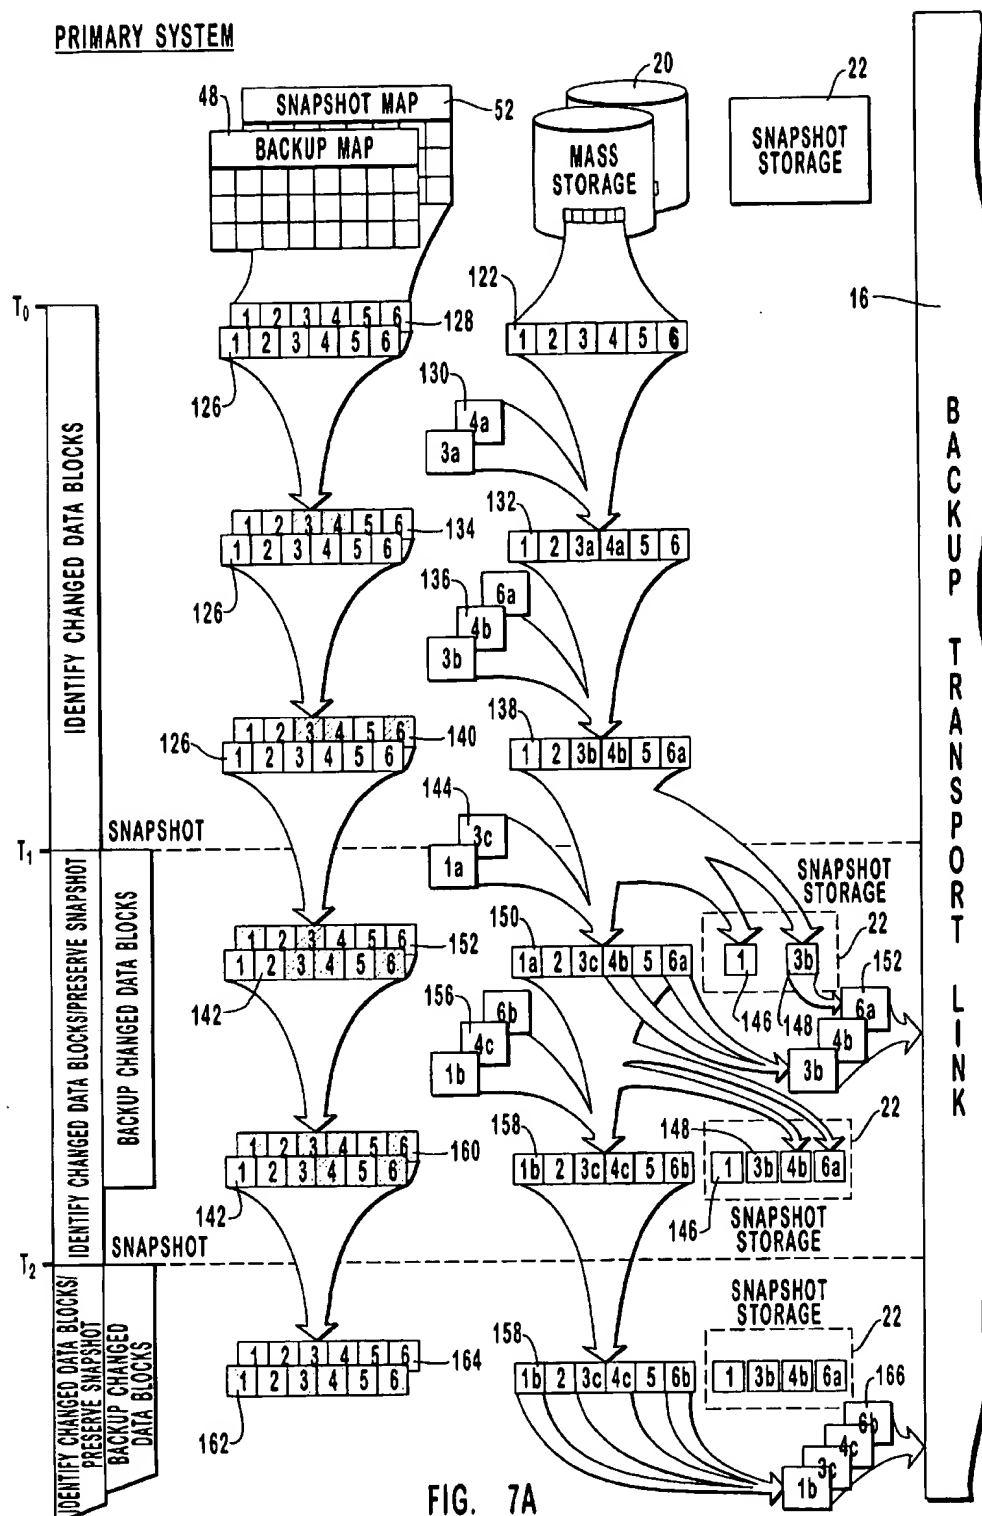 PRIMARY SYSTEM
48
SNAPSHOT MAP
52
BACKUP MAP
20
MASS
STORAGE
22
SNAPSHOT
STORAGE
16
BACKUP TRANSPORT LINK
T0
IDENTIFY CHANGED DATA BLOCKS
1 2 3 4 5 6
128
1 2 3 4 5 6
126
122
1 2 3 4 5 6
130
4a
3a
1 2 3 4 5 6
134
1 2 3 4 5 6
126
132
1 2 3a 4a 5 6
136
6a
4b
3b
1 2 3 4 5 6
140
126
1 2 3 4 5 6
138
1 2 3b 4b 5 6a
144
3c
1a
SNAPSHOT
T1
IDENTIFY CHANGED DATA BLOCKS/PRESERVE SNAPSHOT
BACKUP CHANGED DATA BLOCKS
1 2 3 4 5 6
152
1 2 3 4 5 6
142
150
1a 2 3c 4b 5 6a
SNAPSHOT
STORAGE
22
1
3b
146
148
152
6a
4b
3b
156
6b
4c
1b
1 2 3 4 5 6
160
1 2 3 4 5 6
142
158
1b 2 3c 4c 5 6b
148
22
1 3b 4b 6a
146
SNAPSHOT
STORAGE
SNAPSHOT
T2
IDENTIFY CHANGED DATA BLOCKS/
PRESERVE SNAPSHOT
BACKUP CHANGED
DATA BLOCKS
1 2 3 4 5 6
164
1 2 3 4 5 6
162
158
1b 2 3c 4c 5 6b
SNAPSHOT
STORAGE
22
1 3b 4b 6a
166
6b
4c
3c
1b
FIG. 7A